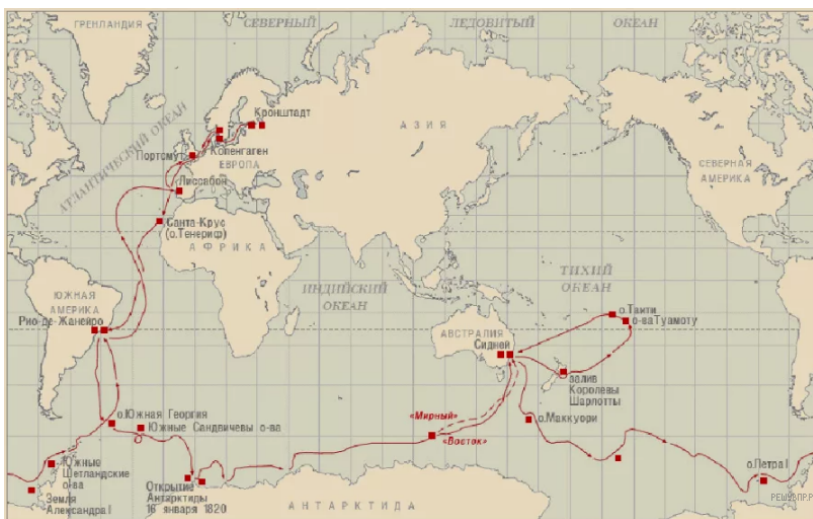 ГРЕНЛАНДИЯ
СЕВЕРНЫЙ
ЛЕДОВИТЫЙ
ОКЕАН
АТЛАНТИЧЕСКИЙ ОКЕАН
Кронштадт
АЗИЯ
Портсмут
Копенгаген
ЕВРОПА
СЕВЕРНАЯ
АМЕРИКА
Лиссабон
Санта-Крус
(о.Тенериф)
АФРИКА
ТИХИЙ
ОКЕАН
ИНДИЙСКИЙ
ОКЕАН
ЮЖНАЯ
АМЕРИКА
Рио-де-Жанейро
о.Таити
о-ва Туамоту
АВСТРАЛИЯ
Сидней
залив
Королевы
Шарлотты
о.Южная Георгия
Южные Сандвичевы о-ва
«Мирный»
«Восток»
о.Маккуори
Южные
Шетландские
о-ва
Земля
Александра I
Открытие
Антарктиды
16 января 1820
о.Петра I
АНТАРКТИДА